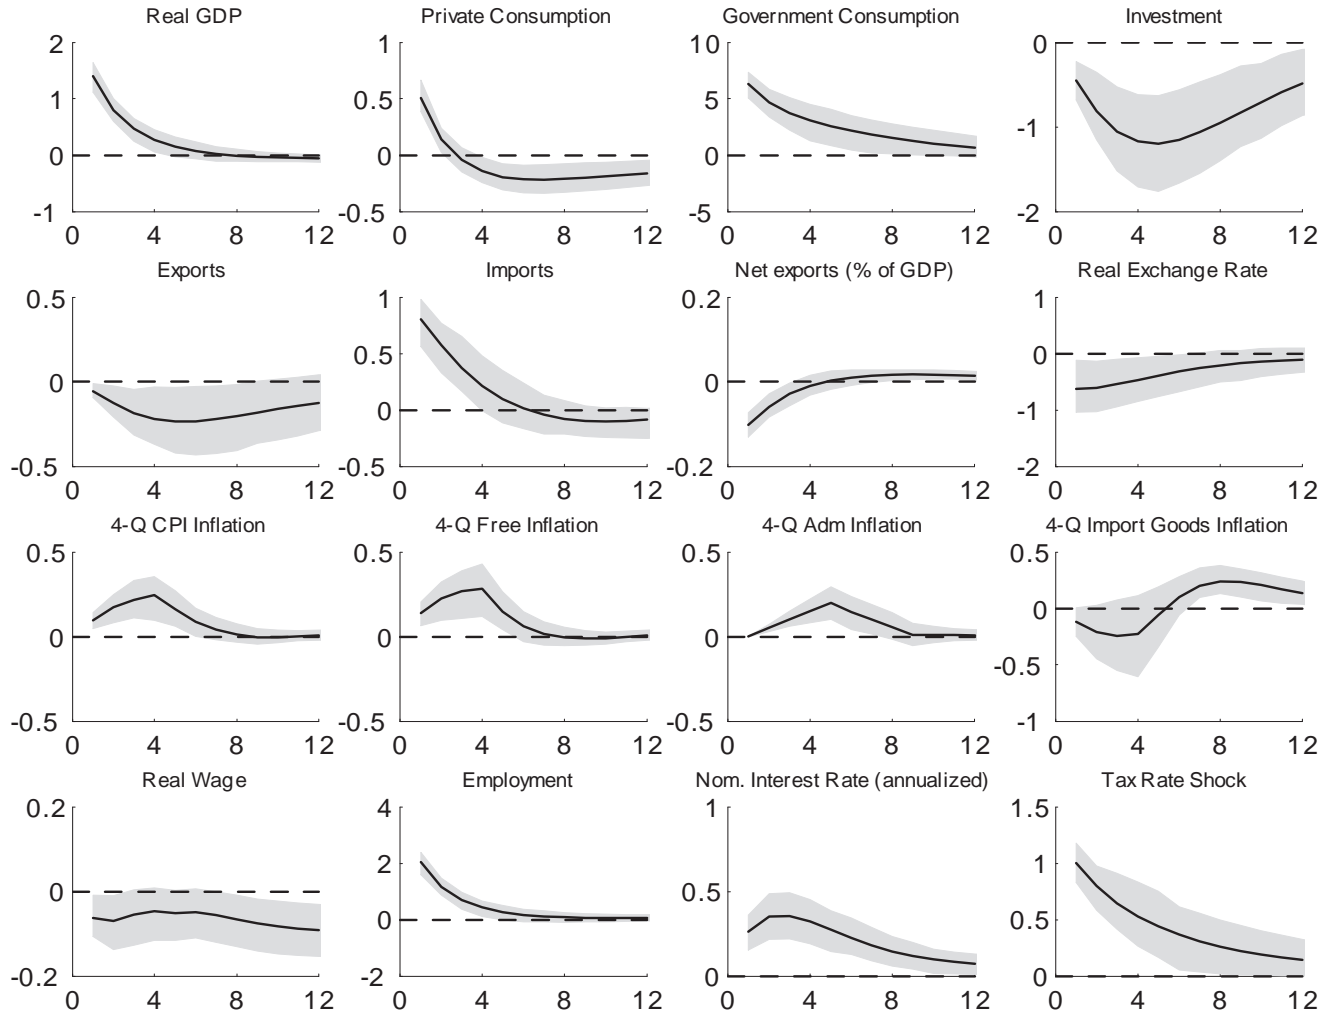 Real GDP
2
1
0
-1
0 4 8 12
Private Consumption
1
0.5
0
-0.5
0 4 8 12
Government Consumption
10
5
0
-5
0 4 8 12
Investment
0
-1
-2
0 4 8 12
Exports
0.5
0
-0.5
0 4 8 12
Imports
1
0.5
0
-0.5
0 4 8 12
Net exports (% of GDP)
0.2
0
-0.2
0 4 8 12
Real Exchange Rate
1
0
-1
-2
0 4 8 12
4-Q CPI Inflation
0.5
0
-0.5
0 4 8 12
4-Q Free Inflation
0.5
0
-0.5
0 4 8 12
4-Q Adm Inflation
0.5
0
-0.5
0 4 8 12
4-Q Import Goods Inflation
0.5
0
-0.5
-1
0 4 8 12
Real Wage
0.2
0
-0.2
0 4 8 12
Employment
4
2
0
-2
0 4 8 12
Nom. Interest Rate (annualized)
1
0.5
0
0 4 8 12
Tax Rate Shock
1.5
1
0.5
0
0 4 8 12